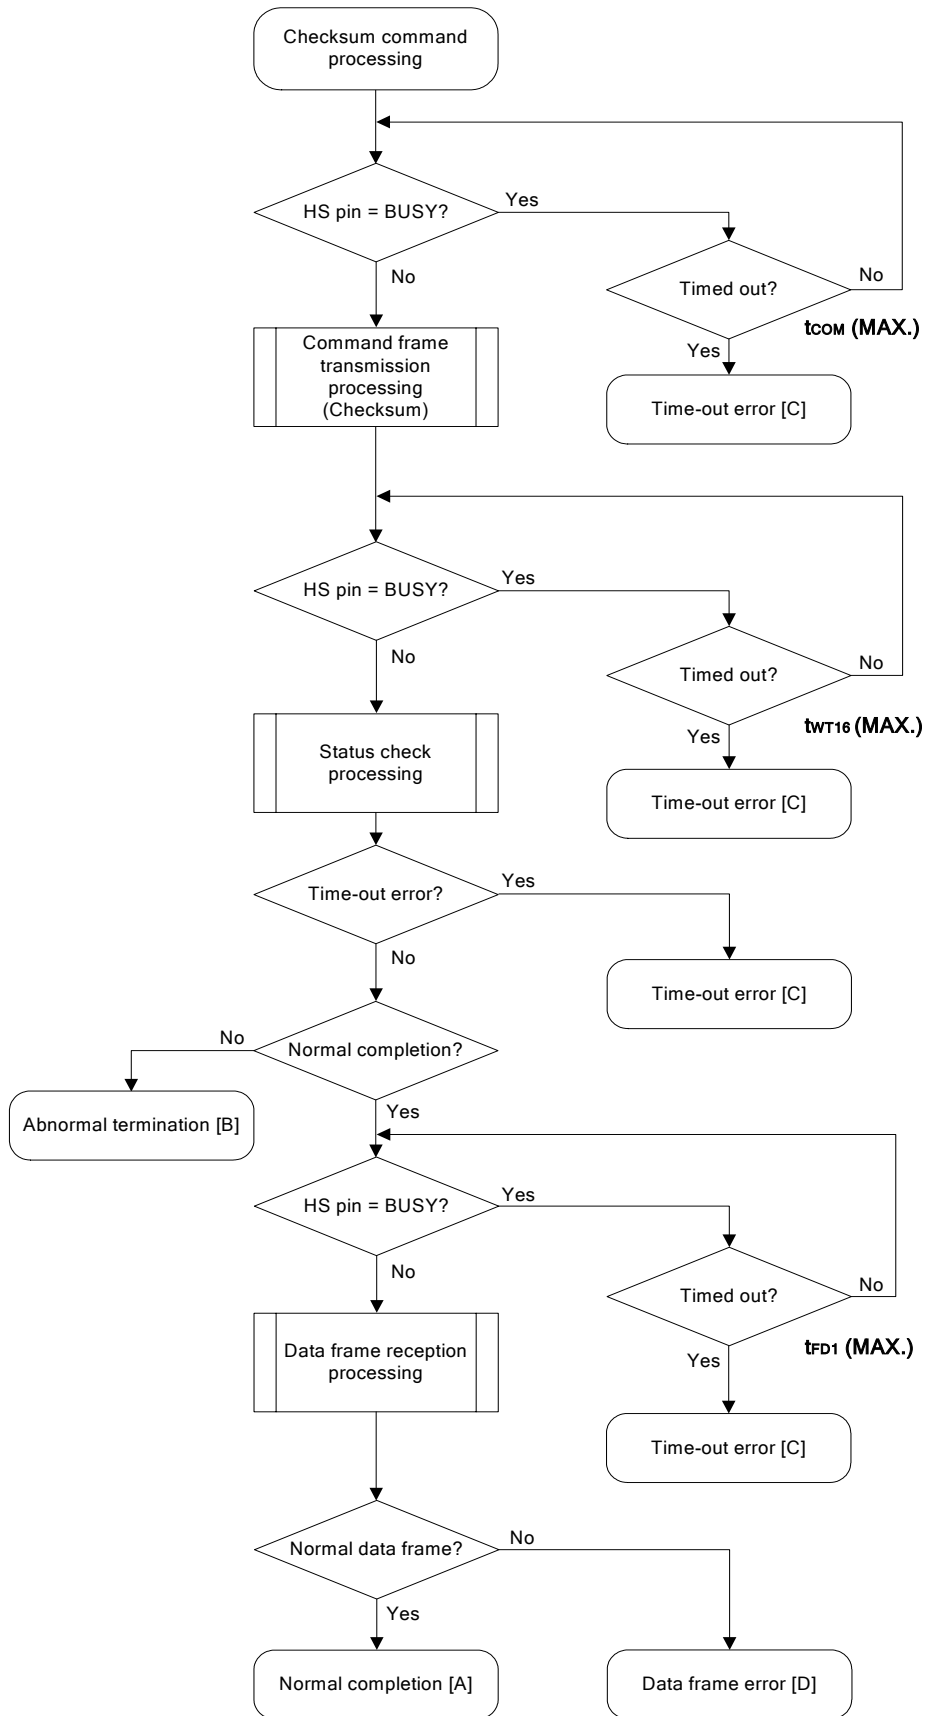 Checksum command
processing
HS pin = BUSY?
Yes
No
Timed out?
No
tCOM (MAX.)
Yes
Time-out error [C]
Command frame
transmission
processing
(Checksum)
HS pin = BUSY?
Yes
No
Timed out?
No
tWT16 (MAX.)
Yes
Time-out error [C]
Status check
processing
Time-out error?
Yes
No
Time-out error [C]
Normal completion?
No
Yes
Abnormal termination [B]
HS pin = BUSY?
Yes
No
Timed out?
No
tFD1 (MAX.)
Yes
Time-out error [C]
Data frame reception
processing
Normal data frame?
No
Yes
Normal completion [A]
Data frame error [D]